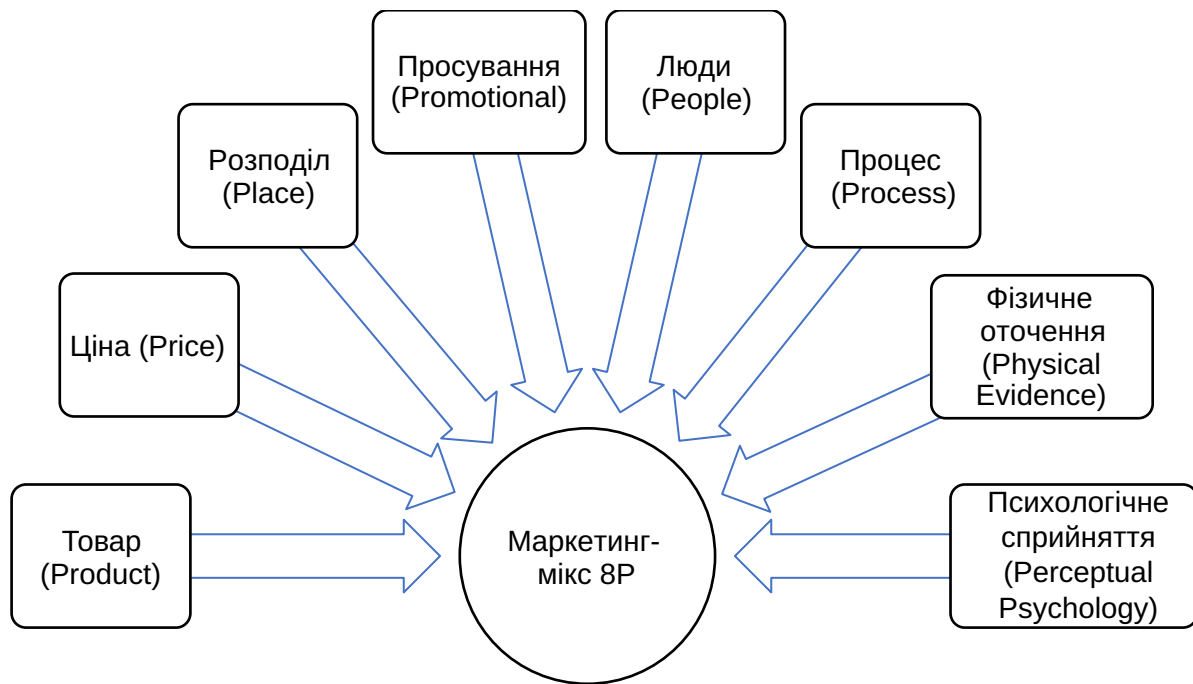 Просування
(Promotional)
Люди
(People)
Розподіл
(Place)
Процес
(Process)
Ціна (Price)
Фізичне
оточення
(Physical
Evidence)
Товар
(Product)
Маркетинг-
мікс 8Р
Психологічне
сприйняття
(Perceptual
Psychology)